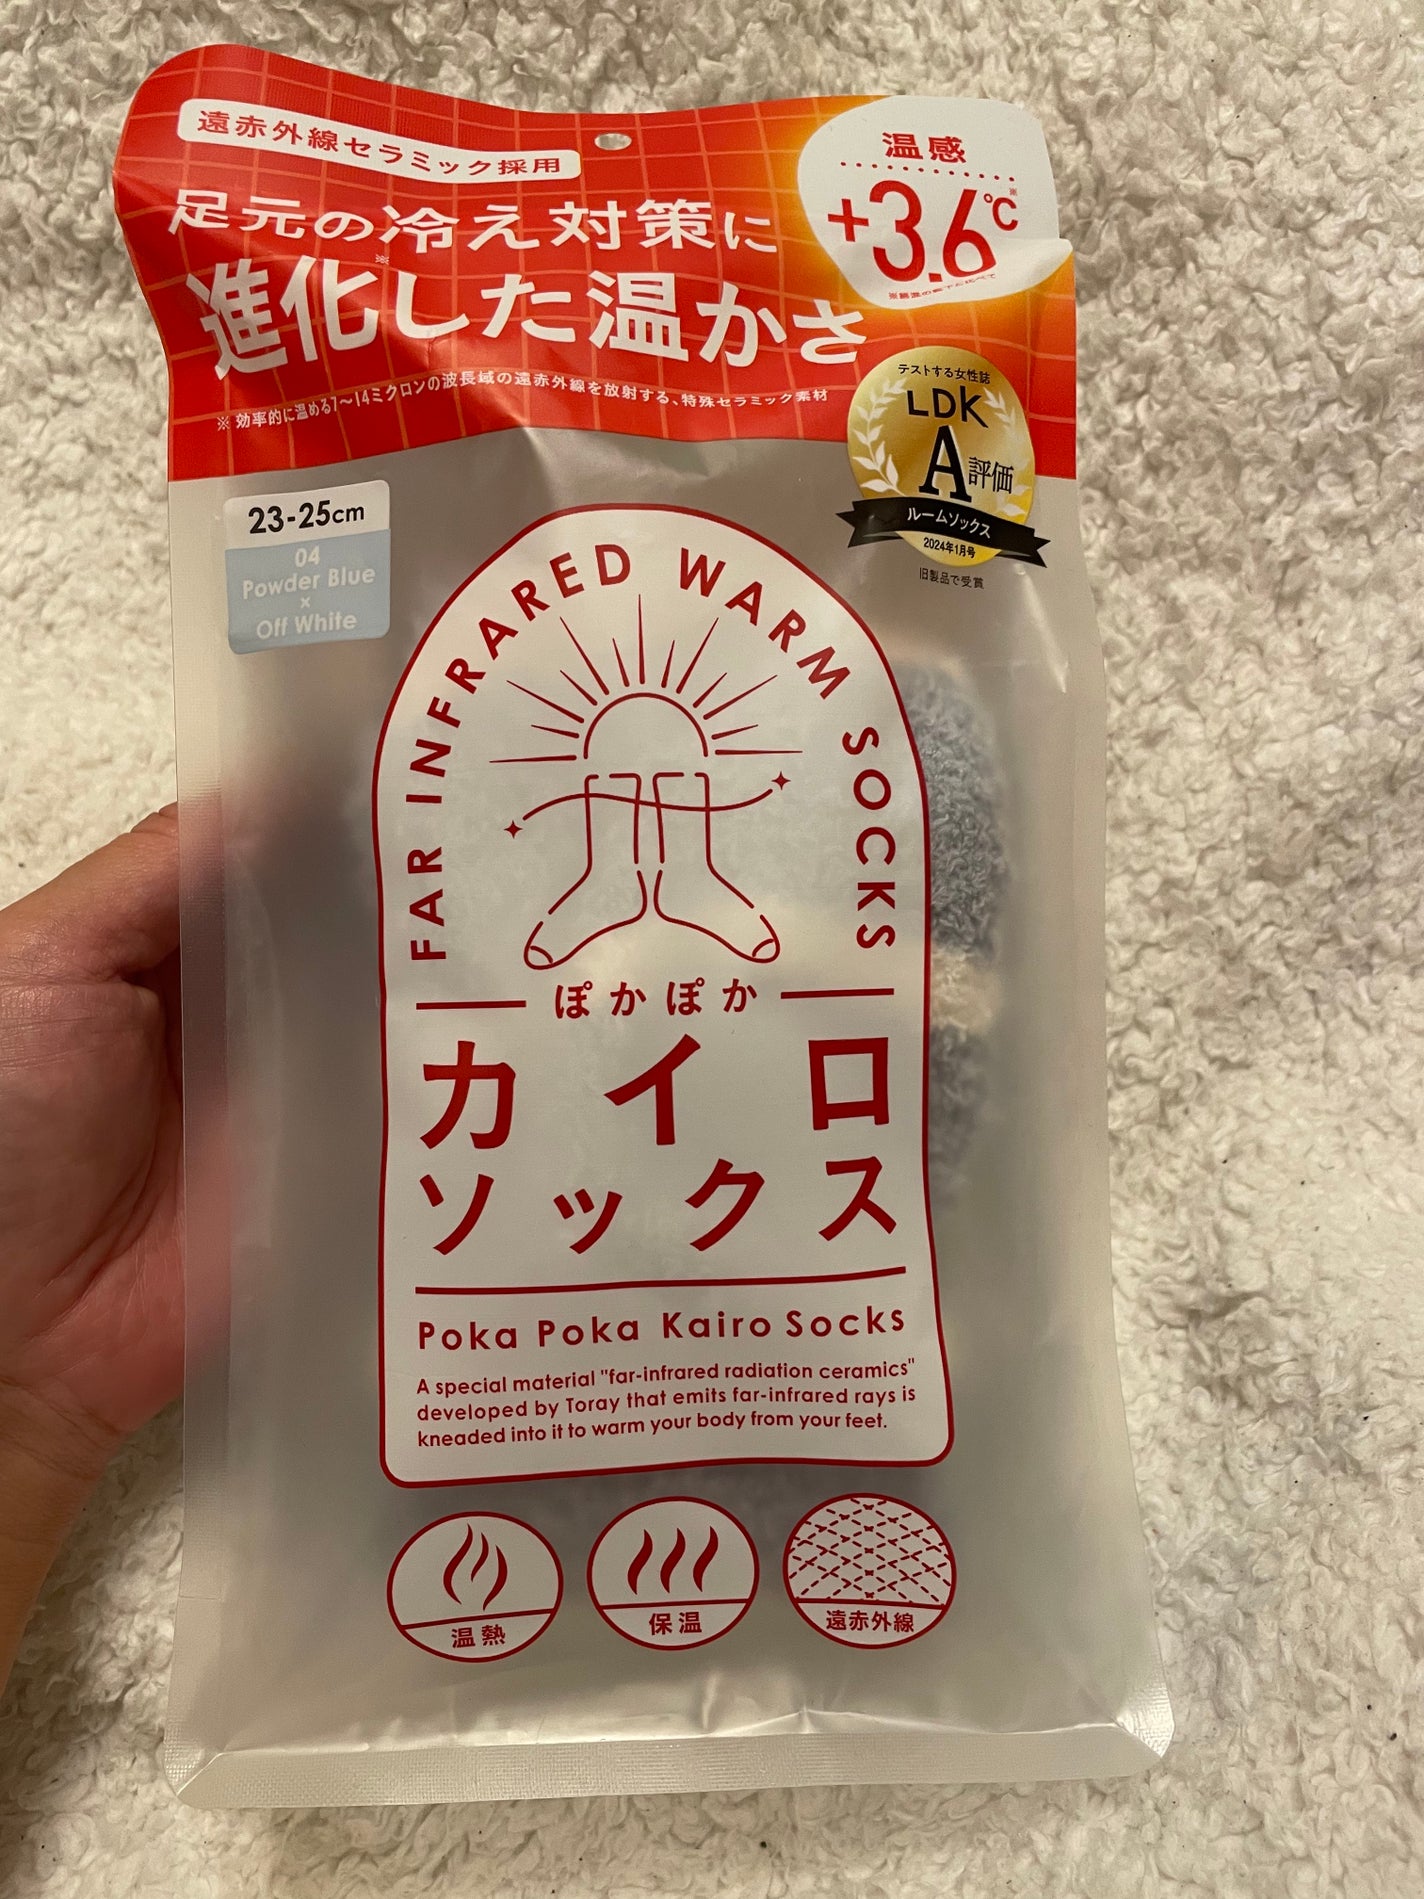 遠赤外線セラミック採用
足元の冷え対策に
進化した温かさ
※
※ 効率的に温める7〜14ミクロンの波長域の遠赤外線を放射する、特殊セラミック素材
温感
+3.6℃※
テストする女性誌
LDK
A評価
ルームソックス
2024年1月号
旧製品で受賞
23-25cm
04
Powder Blue
×
Off White
FAR INFRARED WARM SOCKS
ぽかぽか
カイロ
ソックス
Poka Poka Kairo Socks
A special material "far-infrared radiation ceramics"
developed by Toray that emits far-infrared rays is
kneaded into it to warm your body from your feet.
温熱
保温
遠赤外線